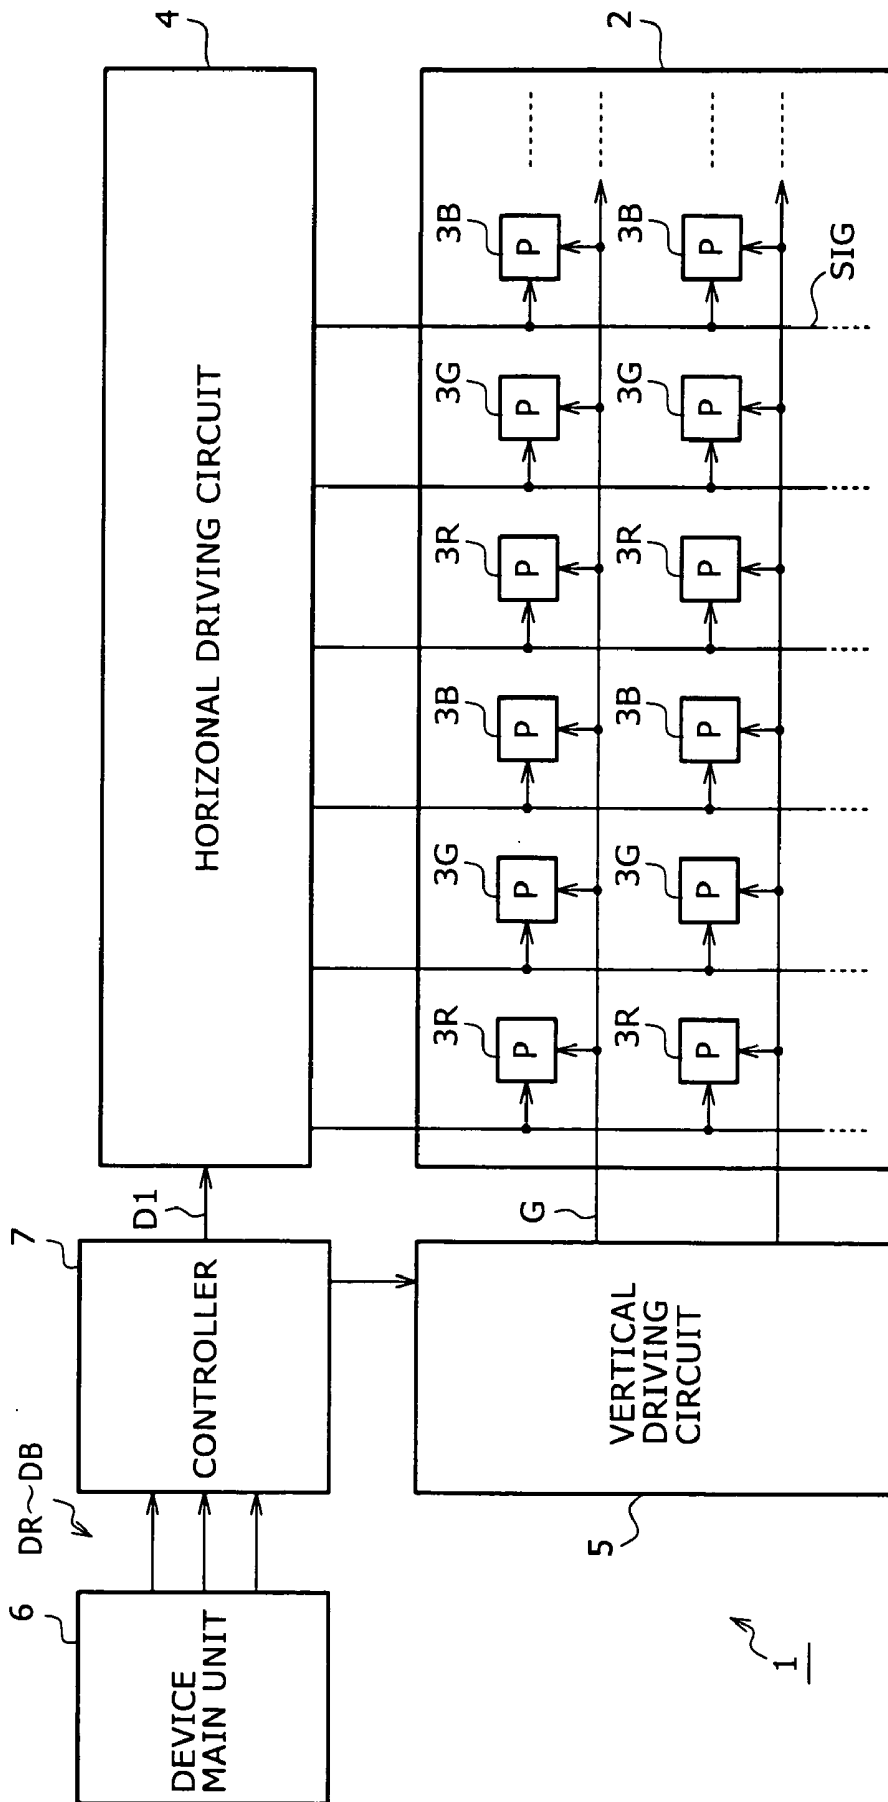 1
6
DEVICE
MAIN UNIT
DR~DB
7
CONTROLLER
D1
4
HORIZONAL DRIVING CIRCUIT
5
VERTICAL
DRIVING
CIRCUIT
G
2
3R
3G
3B
3R
3G
3B
P
P
P
P
P
P
3R
3G
3B
3R
3G
3B
P
P
P
P
P
P
SIG